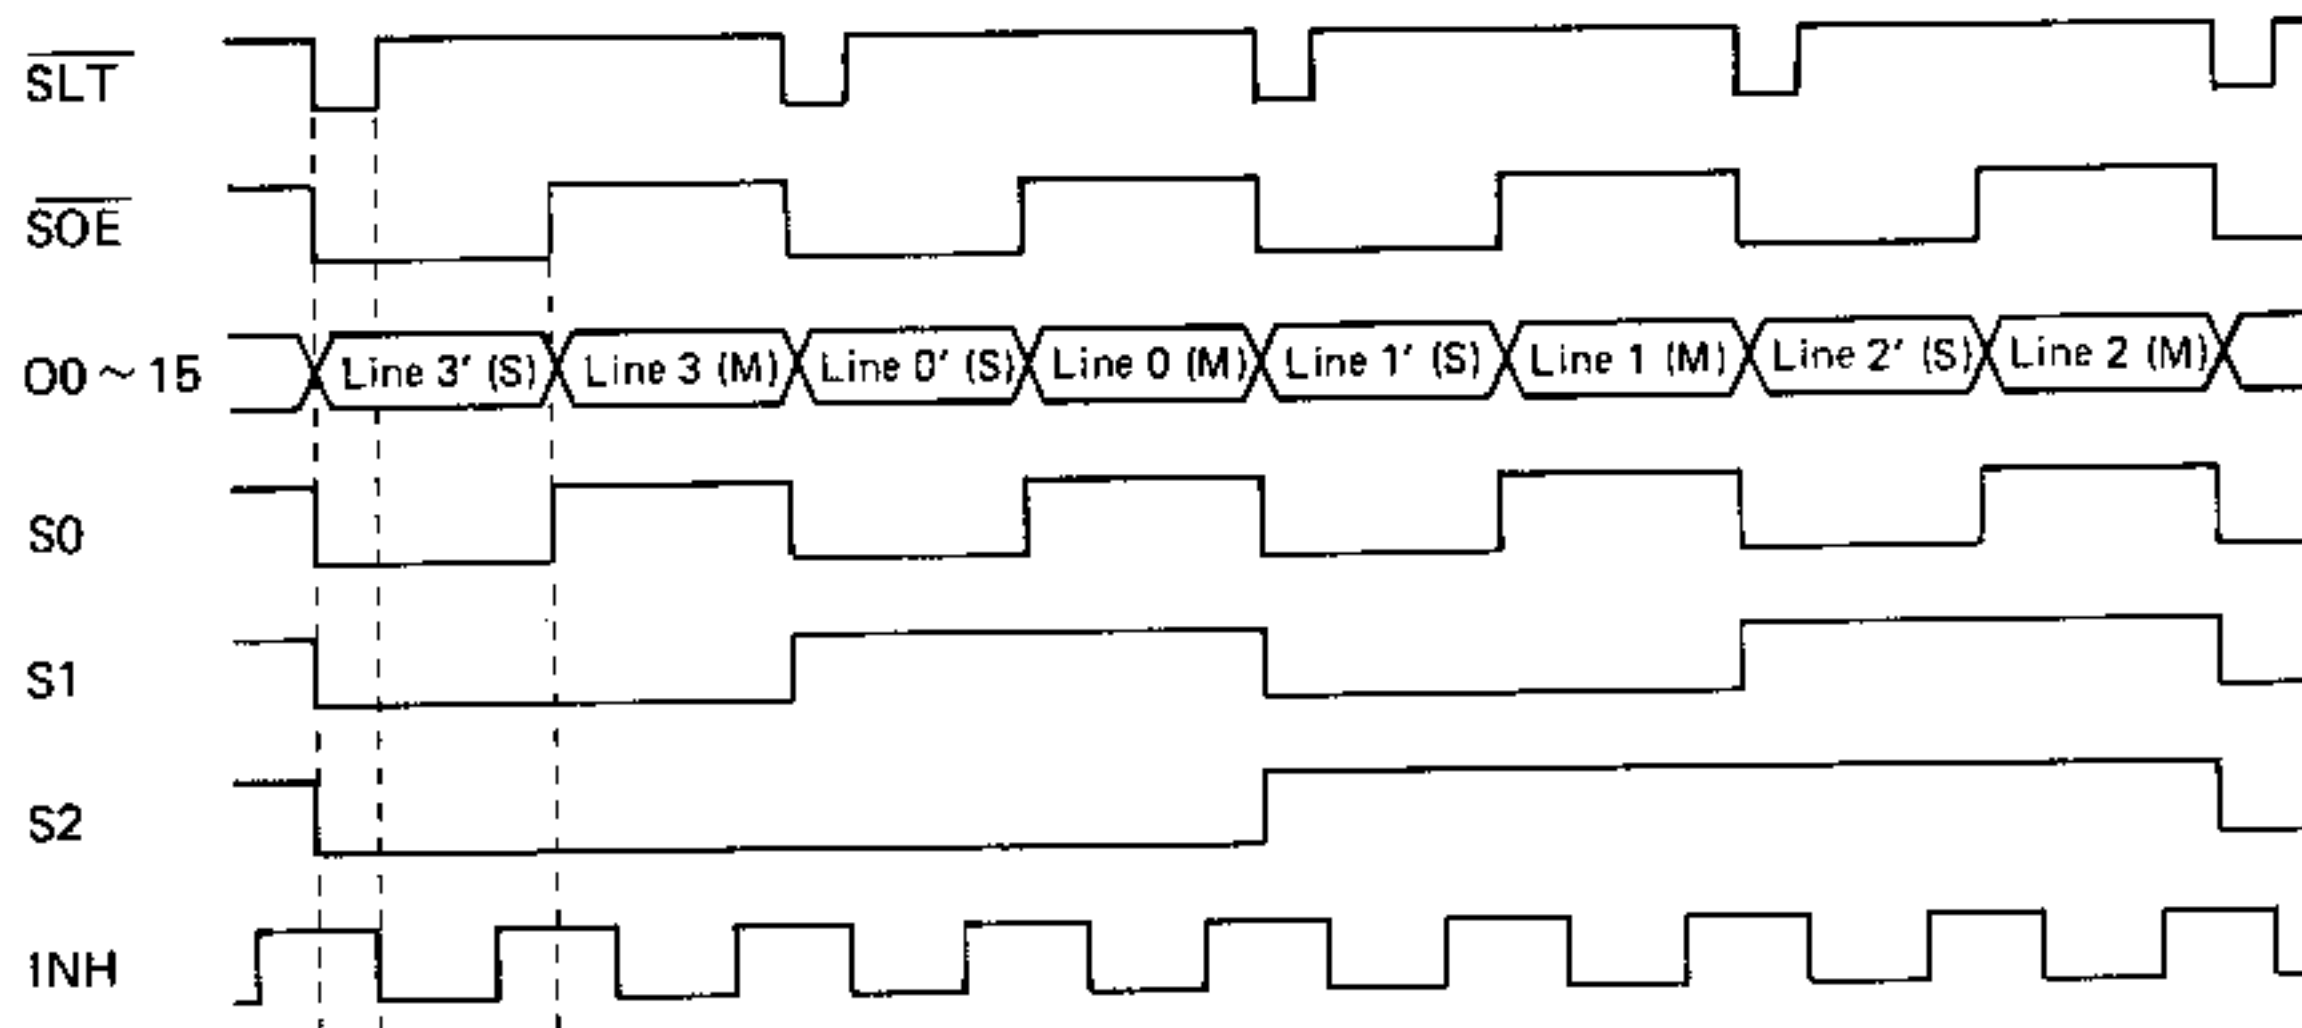 SLT
SOE
O0 ~ 15 Line 3' (S) Line 3 (M) Line 0' (S) Line 0 (M) Line 1' (S) Line 1 (M) Line 2' (S) Line 2 (M)
S0
S1
S2
INH